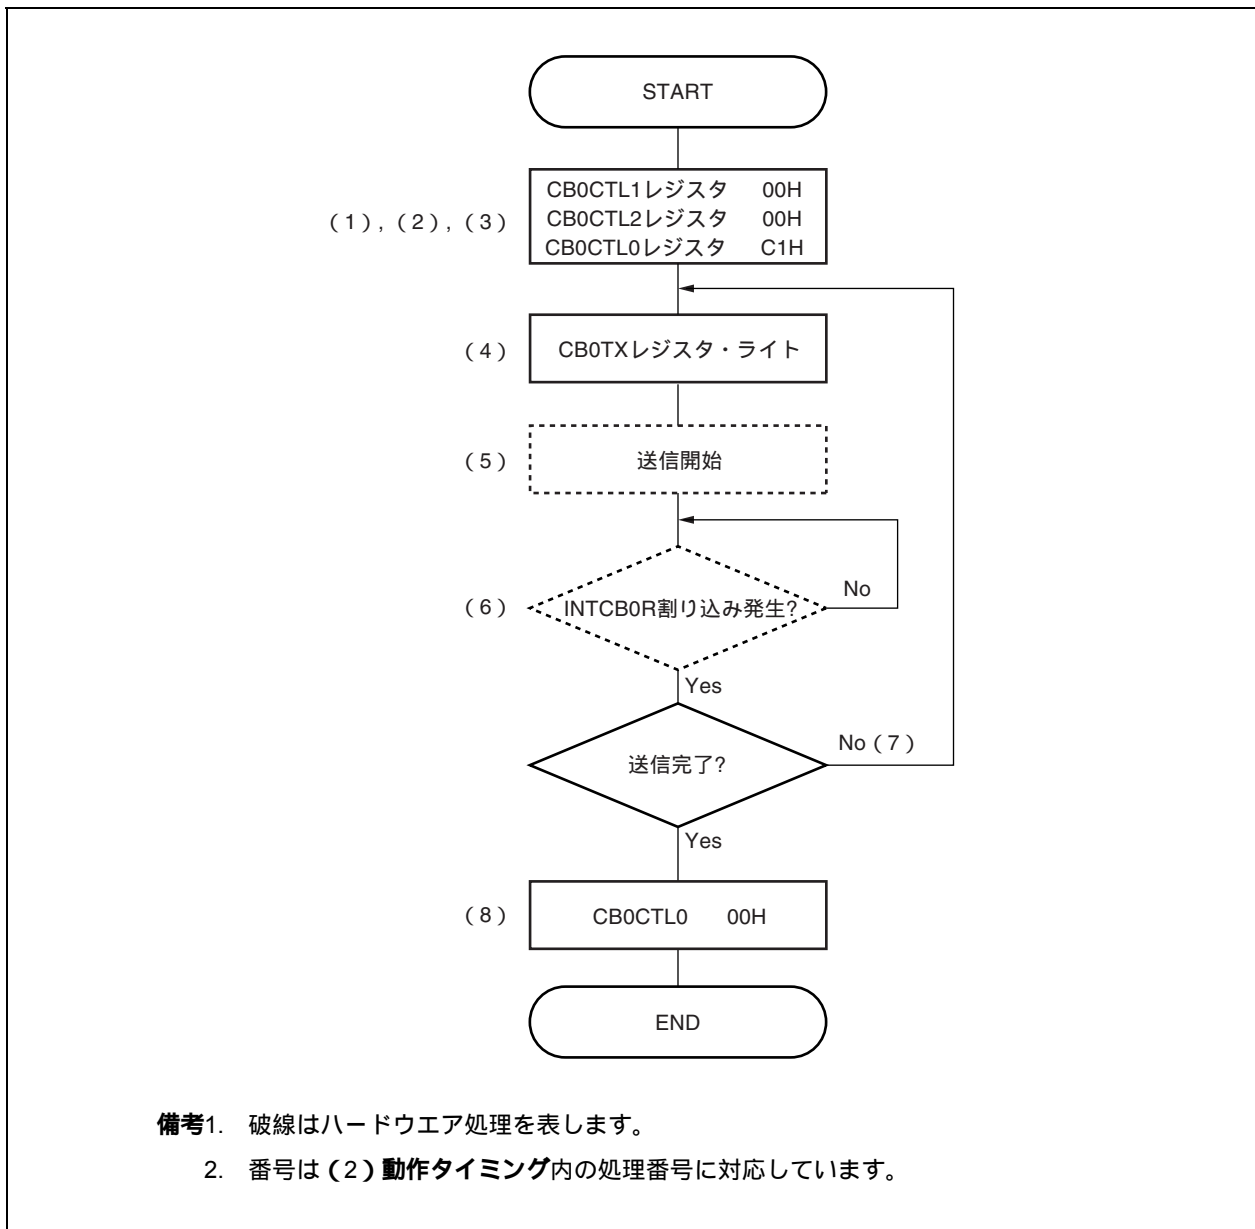 START
(1),(2),(3)
CB0CTL1レジスタ 00H
CB0CTL2レジスタ 00H
CB0CTL0レジスタ C1H
(4)
CB0TXレジスタ・ライト
(5)
送信開始
(6)
INTCB0R割り込み発生?
No
Yes
送信完了?
No(7)
Yes
(8)
CB0CTL0 00H
END
備考1. 破線はハードウエア処理を表します。
2. 番号は(2)動作タイミング内の処理番号に対応しています。